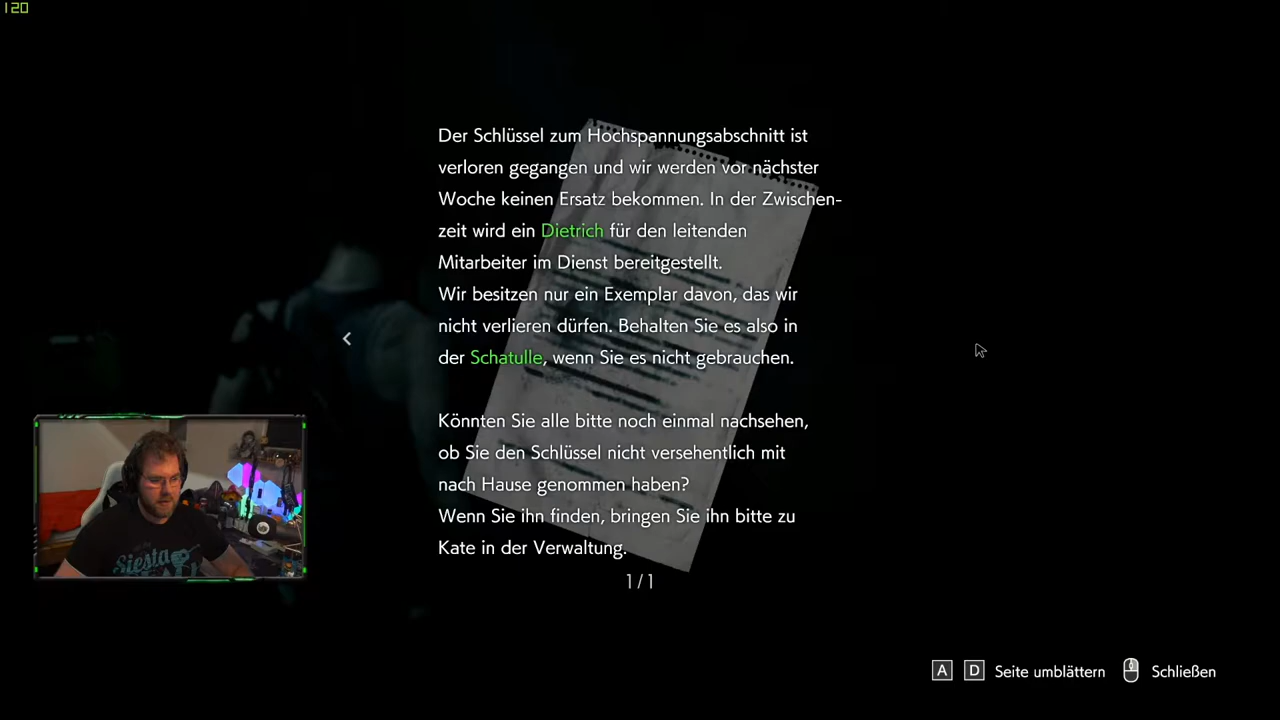 120
Der Schlüssel zum Hochspannungsabschnitt ist
verloren gegangen und wir werden vor nächster
Woche keinen Ersatz bekommen. In der Zwischen-
zeit wird ein Dietrich für den leitenden
Mitarbeiter im Dienst bereitgestellt.
Wir besitzen nur ein Exemplar davon, das wir
nicht verlieren dürfen. Behalten Sie es also in
der Schatulle, wenn Sie es nicht gebrauchen.
Könnten Sie alle bitte noch einmal nachsehen,
ob Sie den Schlüssel nicht versehentlich mit
nach Hause genommen haben?
Wenn Sie ihn finden, bringen Sie ihn bitte zu
Kate in der Verwaltung.
1 / 1
Siesta
A D Seite umblättern Schließen